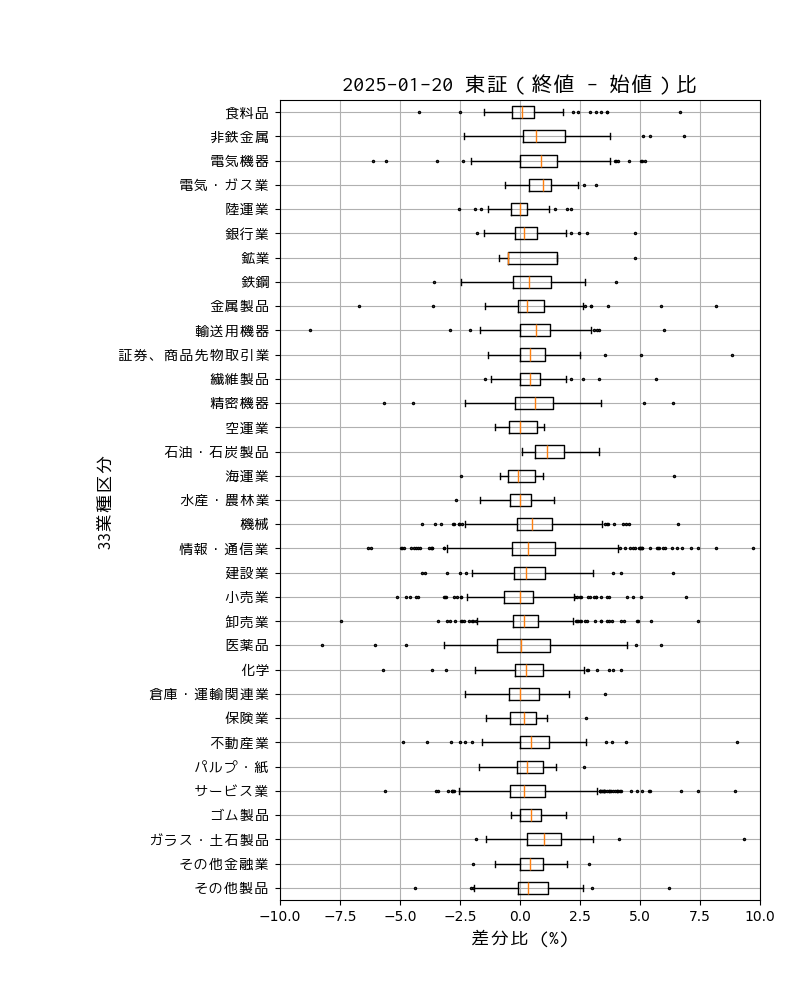 2025-01-20 東証 ( 終値 - 始値 ) 比
食料品
非鉄金属
電気機器
電気・ガス業
陸運業
銀行業
鉱業
鉄鋼
金属製品
輸送用機器
証券、商品先物取引業
繊維製品
精密機器
空運業
石油・石炭製品
海運業
水産・農林業
機械
情報・通信業
建設業
小売業
卸売業
医薬品
化学
倉庫・運輸関連業
保険業
不動産業
パルプ・紙
サービス業
ゴム製品
ガラス・土石製品
その他金融業
その他製品
33業種区分
−10.0 −7.5 −5.0 −2.5 0.0 2.5 5.0 7.5 10.0
差分比 (%)